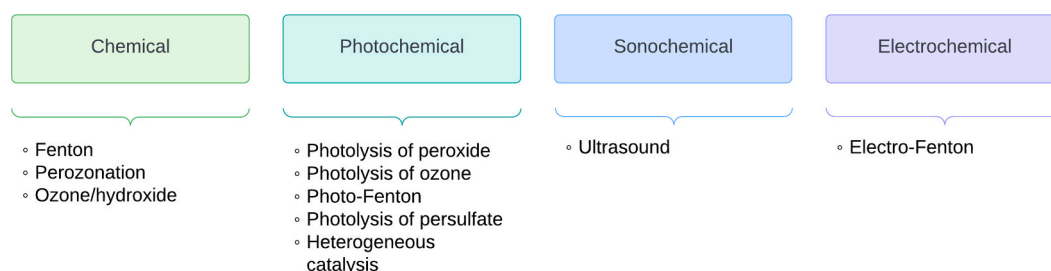 Chemical
Photochemical
Sonochemical
Electrochemical
◦ Fenton
◦ Perozonation
◦ Ozone/hydroxide
◦ Photolysis of peroxide
◦ Photolysis of ozone
◦ Photo-Fenton
◦ Photolysis of persulfate
◦ Heterogeneous
catalysis
◦ Ultrasound
◦ Electro-Fenton